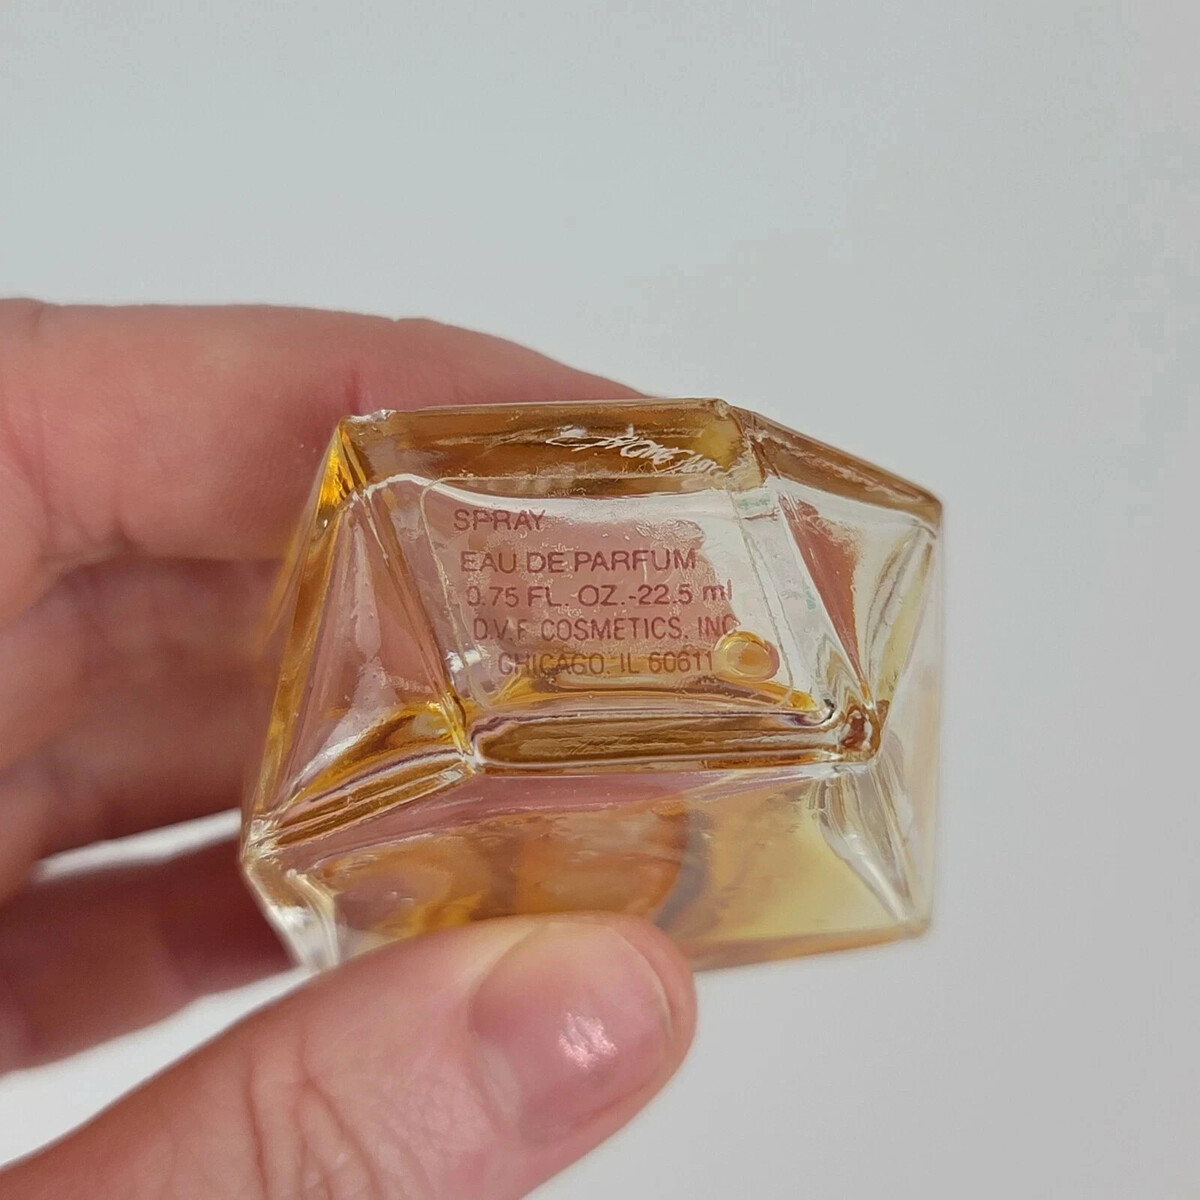 SPRAY
EAU DE PARFUM
0.75 FL. OZ.-22.5 ml
D.V.F. COSMETICS, INC
CHICAGO, IL 60611